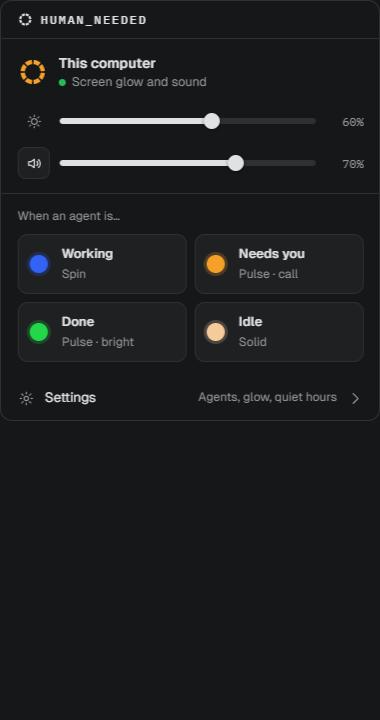 HUMAN_NEEDED
This computer
Screen glow and sound
60%
70%
When an agent is…
Working
Spin
Needs you
Pulse · call
Done
Pulse · bright
Idle
Solid
Settings
Agents, glow, quiet hours